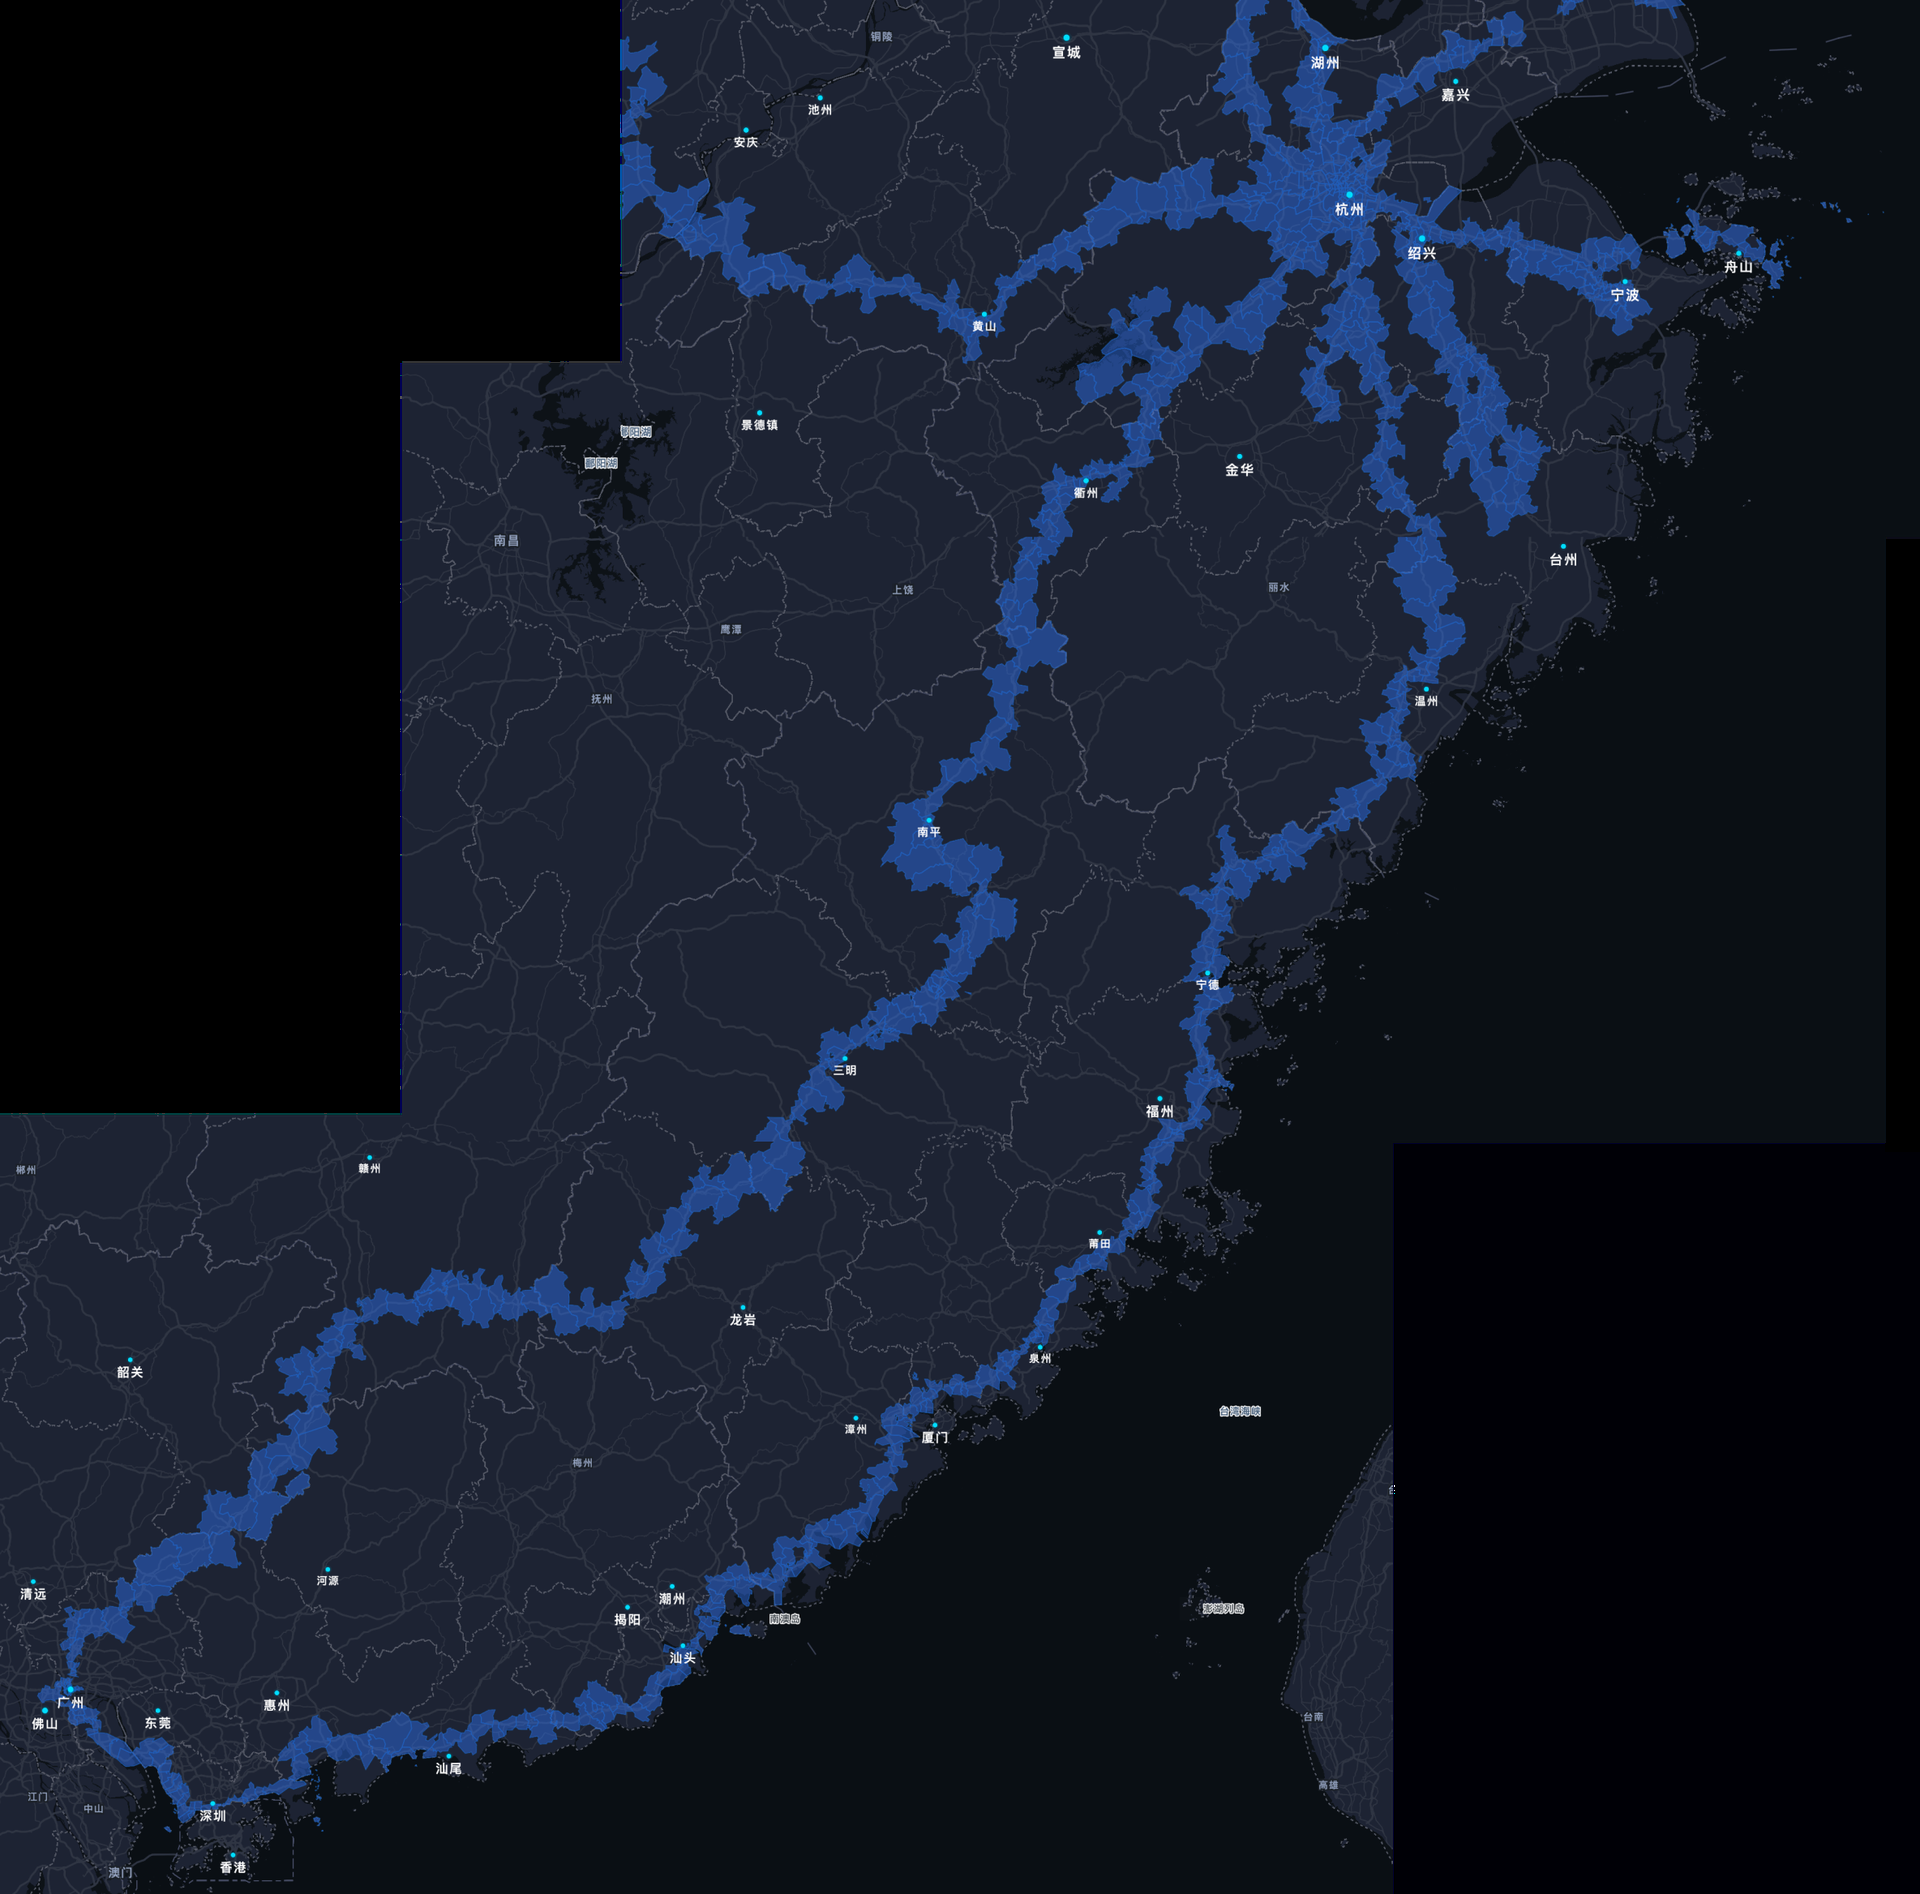 铜陵
宣城
湖州
嘉兴
池州
安庆
杭州
绍兴
舟山
宁波
黄山
景德镇
鄱阳湖
鄱阳湖
金华
衢州
南昌
台州
丽水
上饶
鹰潭
抚州
温州
南平
宁德
三明
福州
郴州
赣州
莆田
龙岩
泉州
韶关
台湾海峡
漳州
厦门
梅州
河源
清远
潮州
揭阳
澎湖列岛
南澳岛
汕头
广州
惠州
佛山
东莞
台南
汕尾
高雄
江门
中山
深圳
香港
澳门